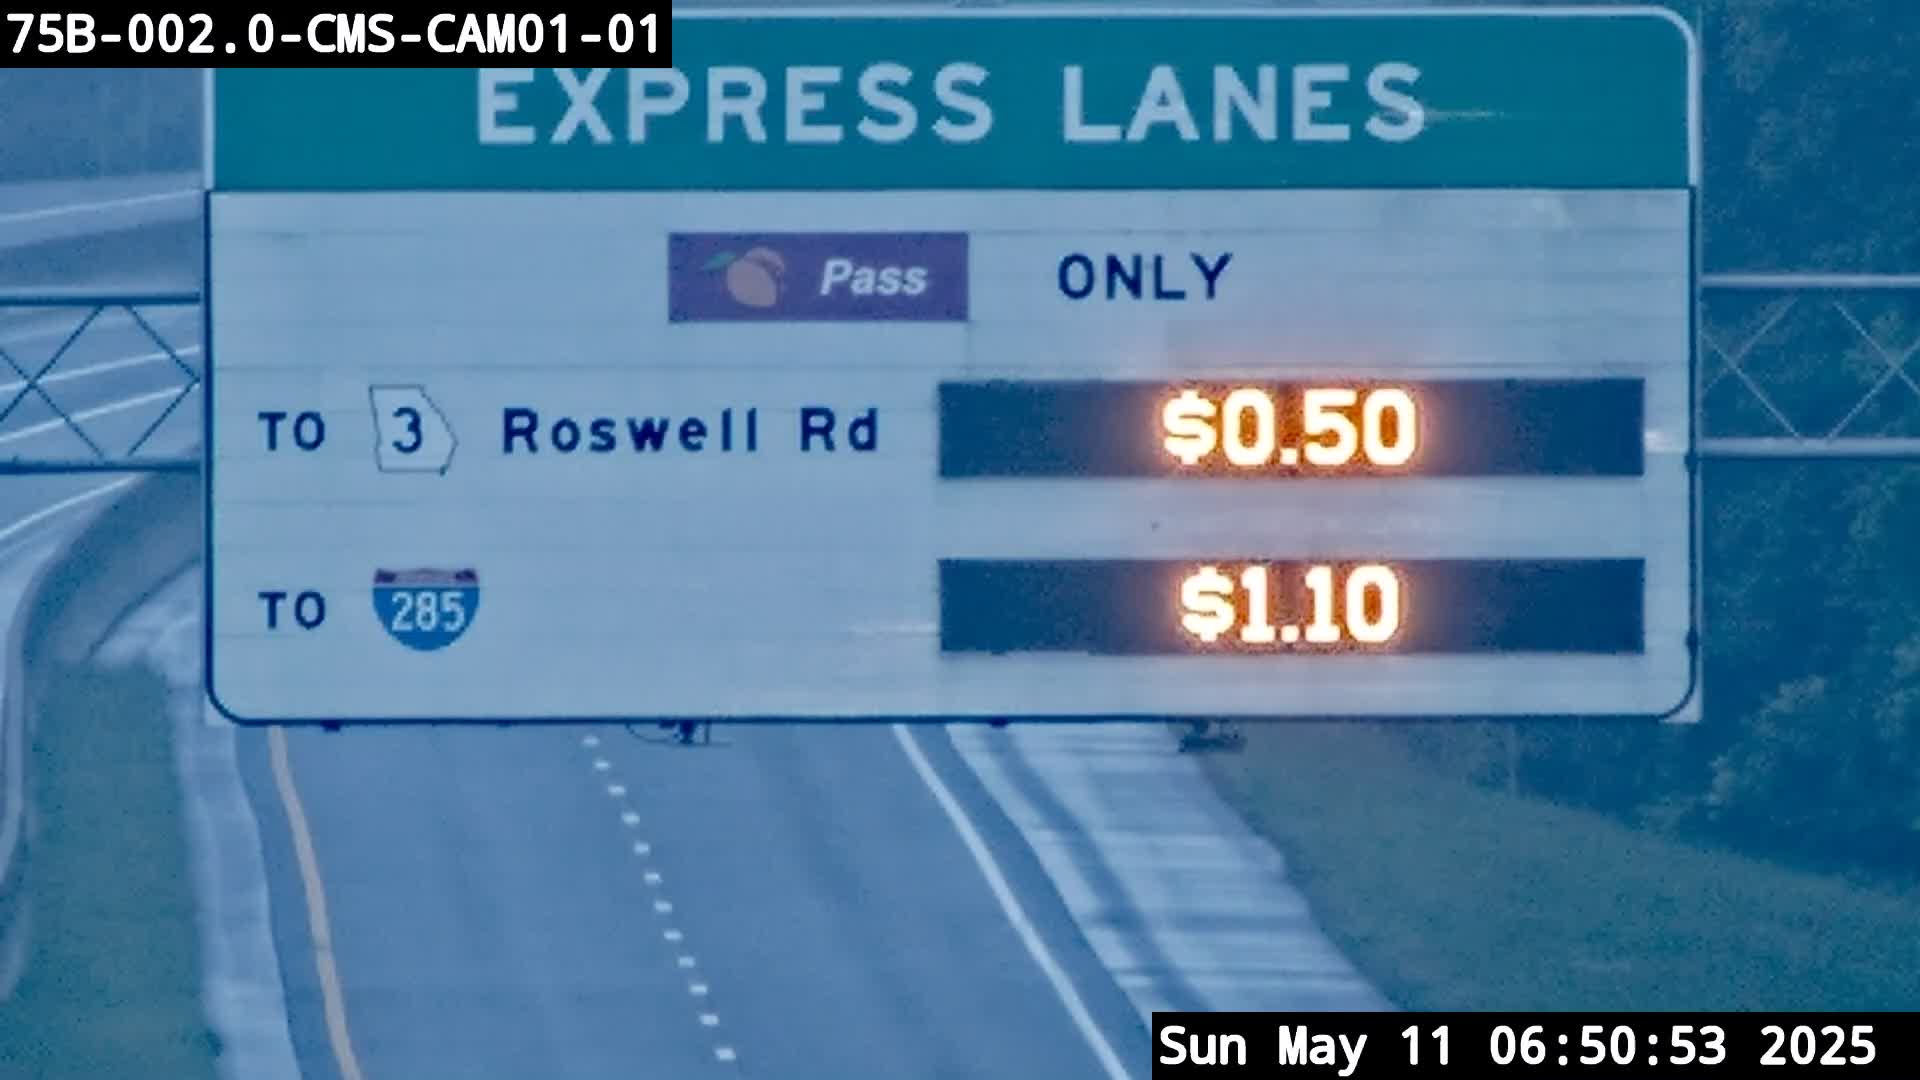 75B-002.0-CMS-CAM01-01
EXPRESS LANES
Pass ONLY
TO 3 Roswell Rd $0.50
TO 285 $1.10
Sun May 11 06:50:53 2025